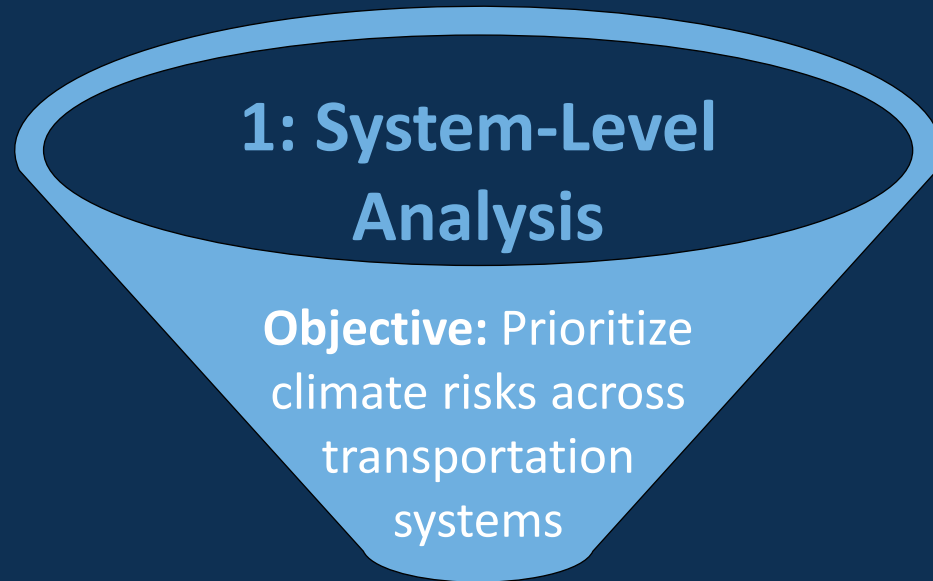 1: System-Level
Analysis
Objective: Prioritize
climate risks across
transportation
systems